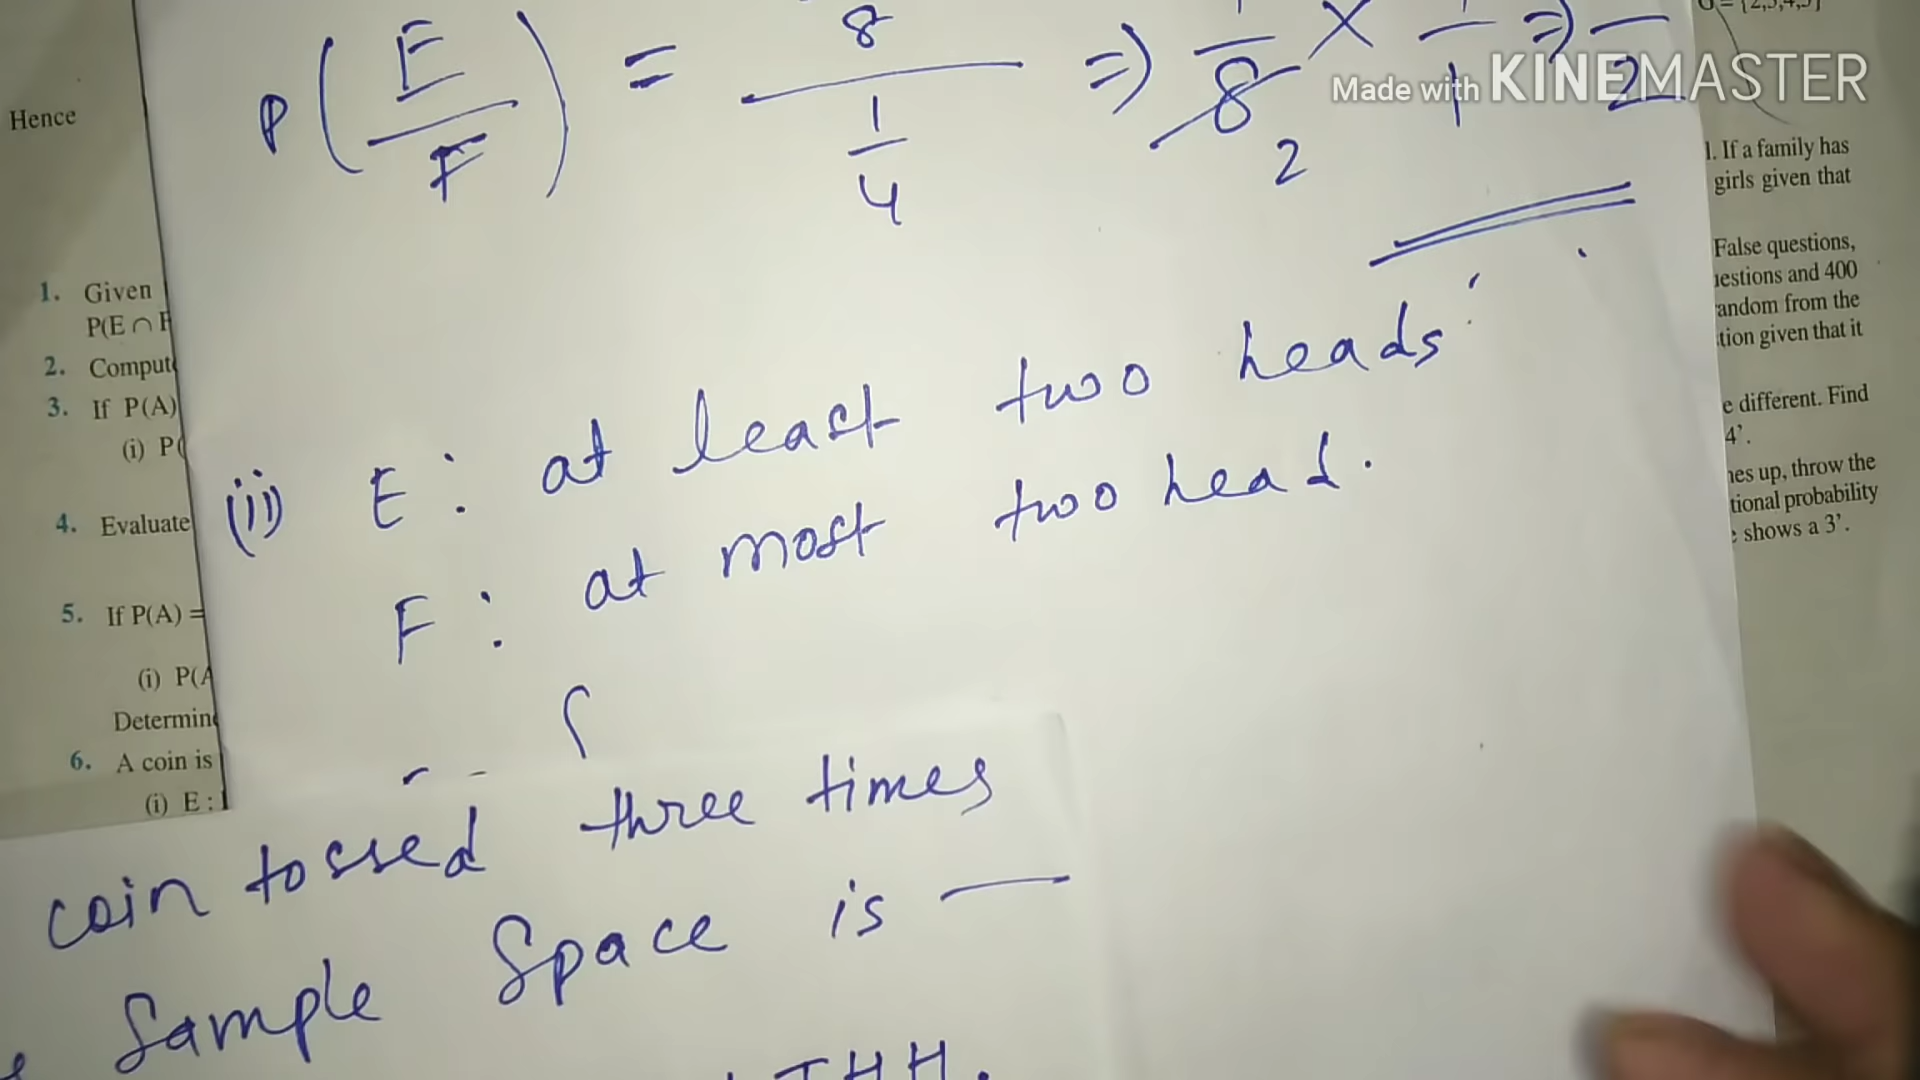 P(E/F) = 8 / 1/4 => 1/8 × 1/1 => 2
2
Made with KINEMASTER
(ii) E : at least two heads
F : at most two head.
coin tossed three times
Sample Space is —
THH.
Hence
1. Given
P(E ∩ F
2. Comput
3. If P(A)
(i) P(
4. Evaluate
5. If P(A) =
(i) P(A
Determin
6. A coin is
(i) E :
1. If a family has
girls given that
False questions,
estions and 400
andom from the
tion given that it
e different. Find
4’.
es up, throw the
tional probability
shows a 3’.